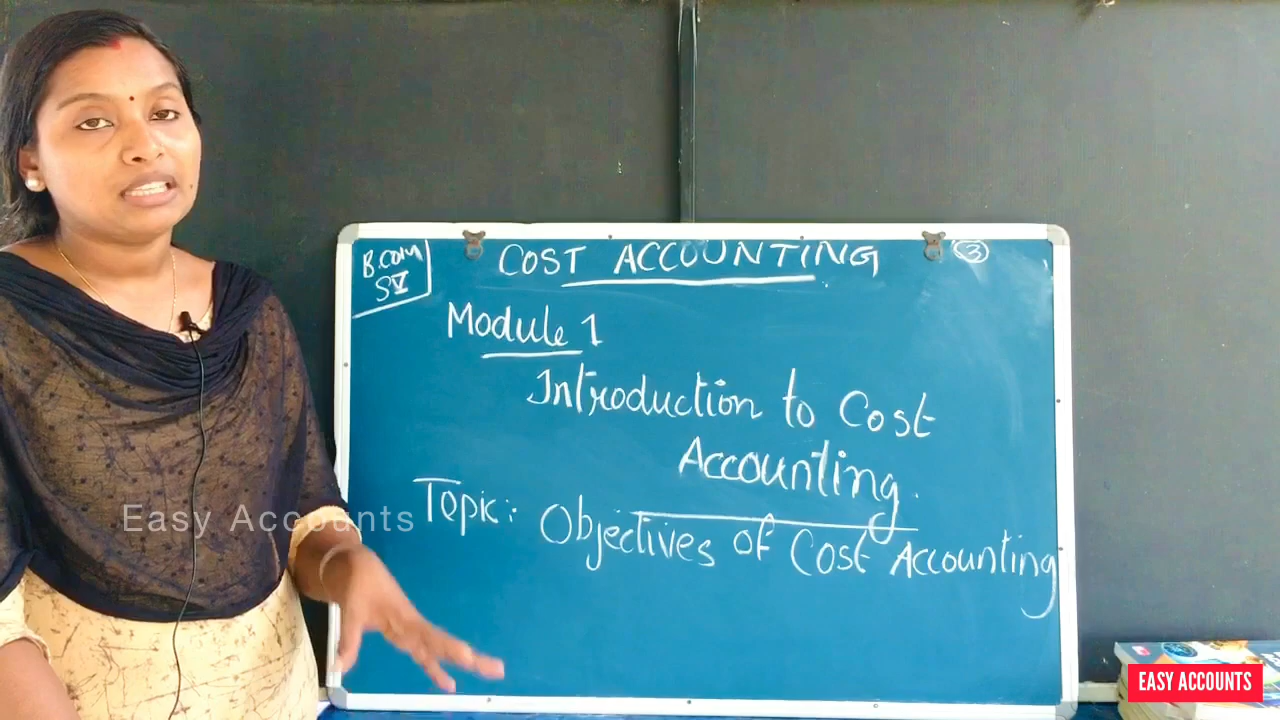 B.COM
SV
COST ACCOUNTING
3
Module 1
Introduction to Cost
Accounting.
Topic: Objectives of Cost Accounting
Easy Accounts
EASY ACCOUNTS